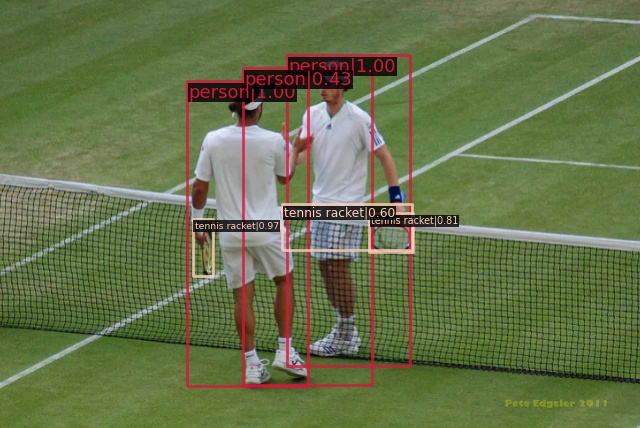 person|1.00
person|0.43
person|1.00
tennis racket|0.60
tennis racket|0.81
tennis racket|0.97
Pete Edgeler 2011